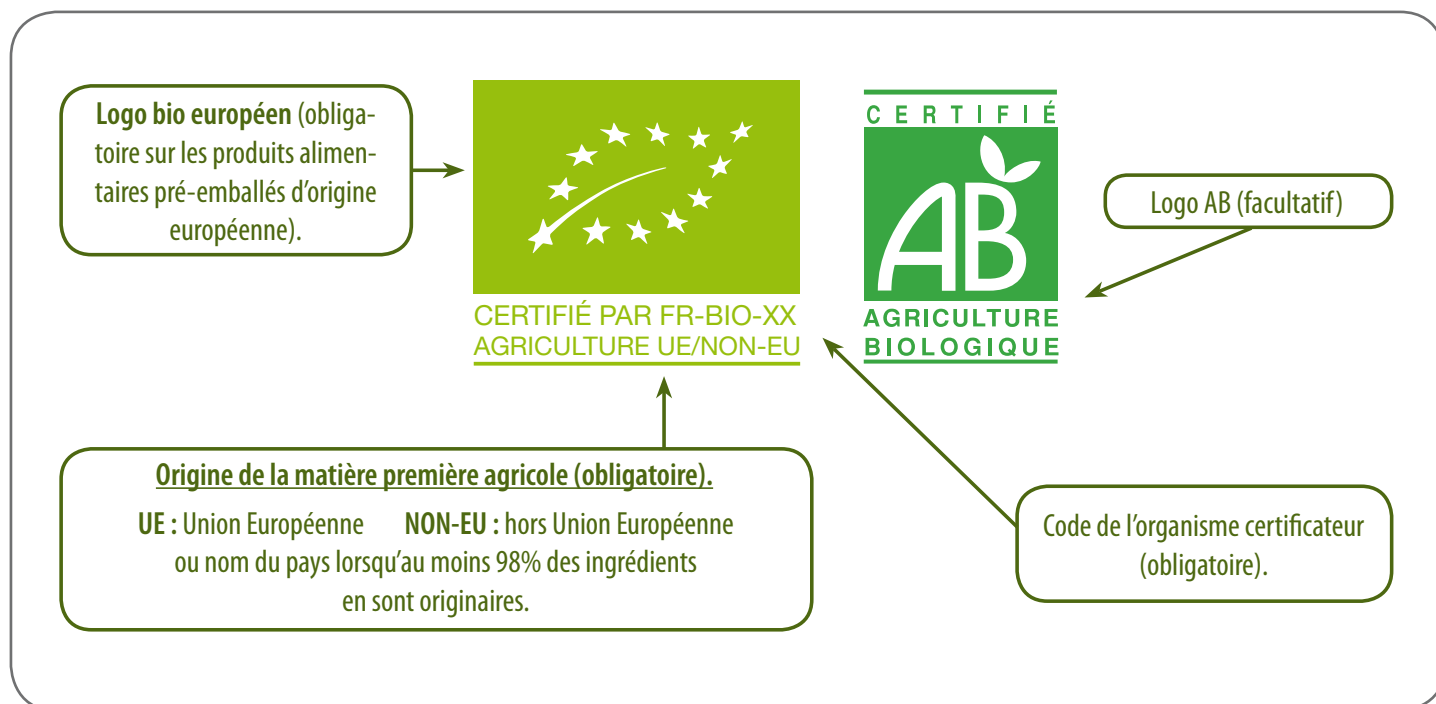 Logo bio européen (obliga-
toire sur les produits alimen-
taires pré-emballés d’origine
européenne).
CERTIFIÉ PAR FR-BIO-XX
AGRICULTURE UE/NON-EU
CERTIFIÉ
AB
AGRICULTURE
BIOLOGIQUE
Logo AB (facultatif)
Origine de la matière première agricole (obligatoire).
UE : Union Européenne NON-EU : hors Union Européenne
ou nom du pays lorsqu’au moins 98% des ingrédients
en sont originaires.
Code de l’organisme certificateur
(obligatoire).